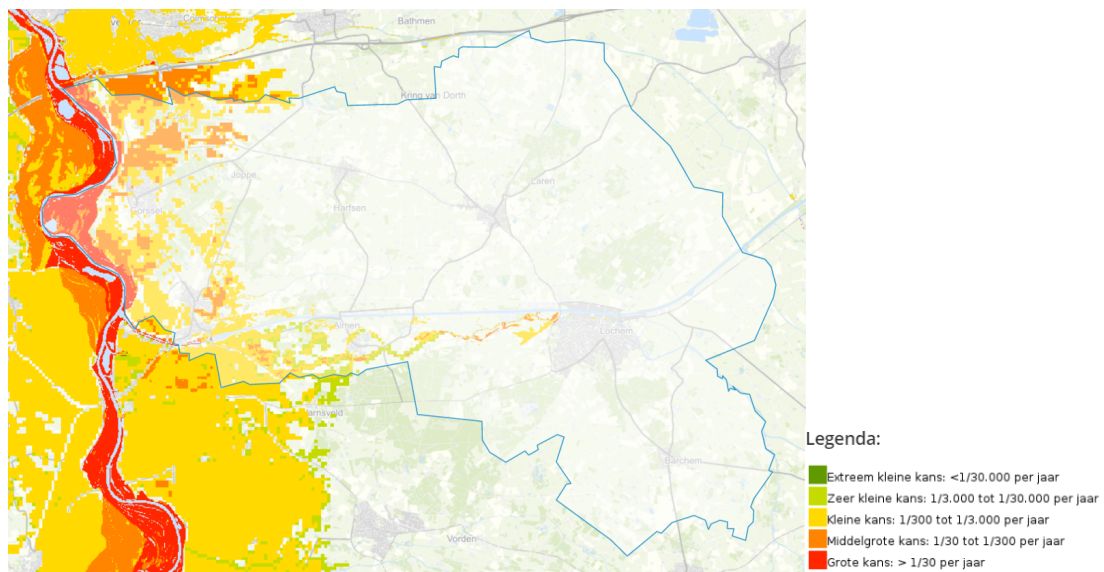 Bathmen
Kring van Dorth
Joppe
Laren
Harfsen
Gorssel
Almen
Lochem
Barchem
Vorden
Legenda:
Extreem kleine kans: <1/30.000 per jaar
Zeer kleine kans: 1/3.000 tot 1/30.000 per jaar
Kleine kans: 1/300 tot 1/3.000 per jaar
Middelgrote kans: 1/30 tot 1/300 per jaar
Grote kans: > 1/30 per jaar